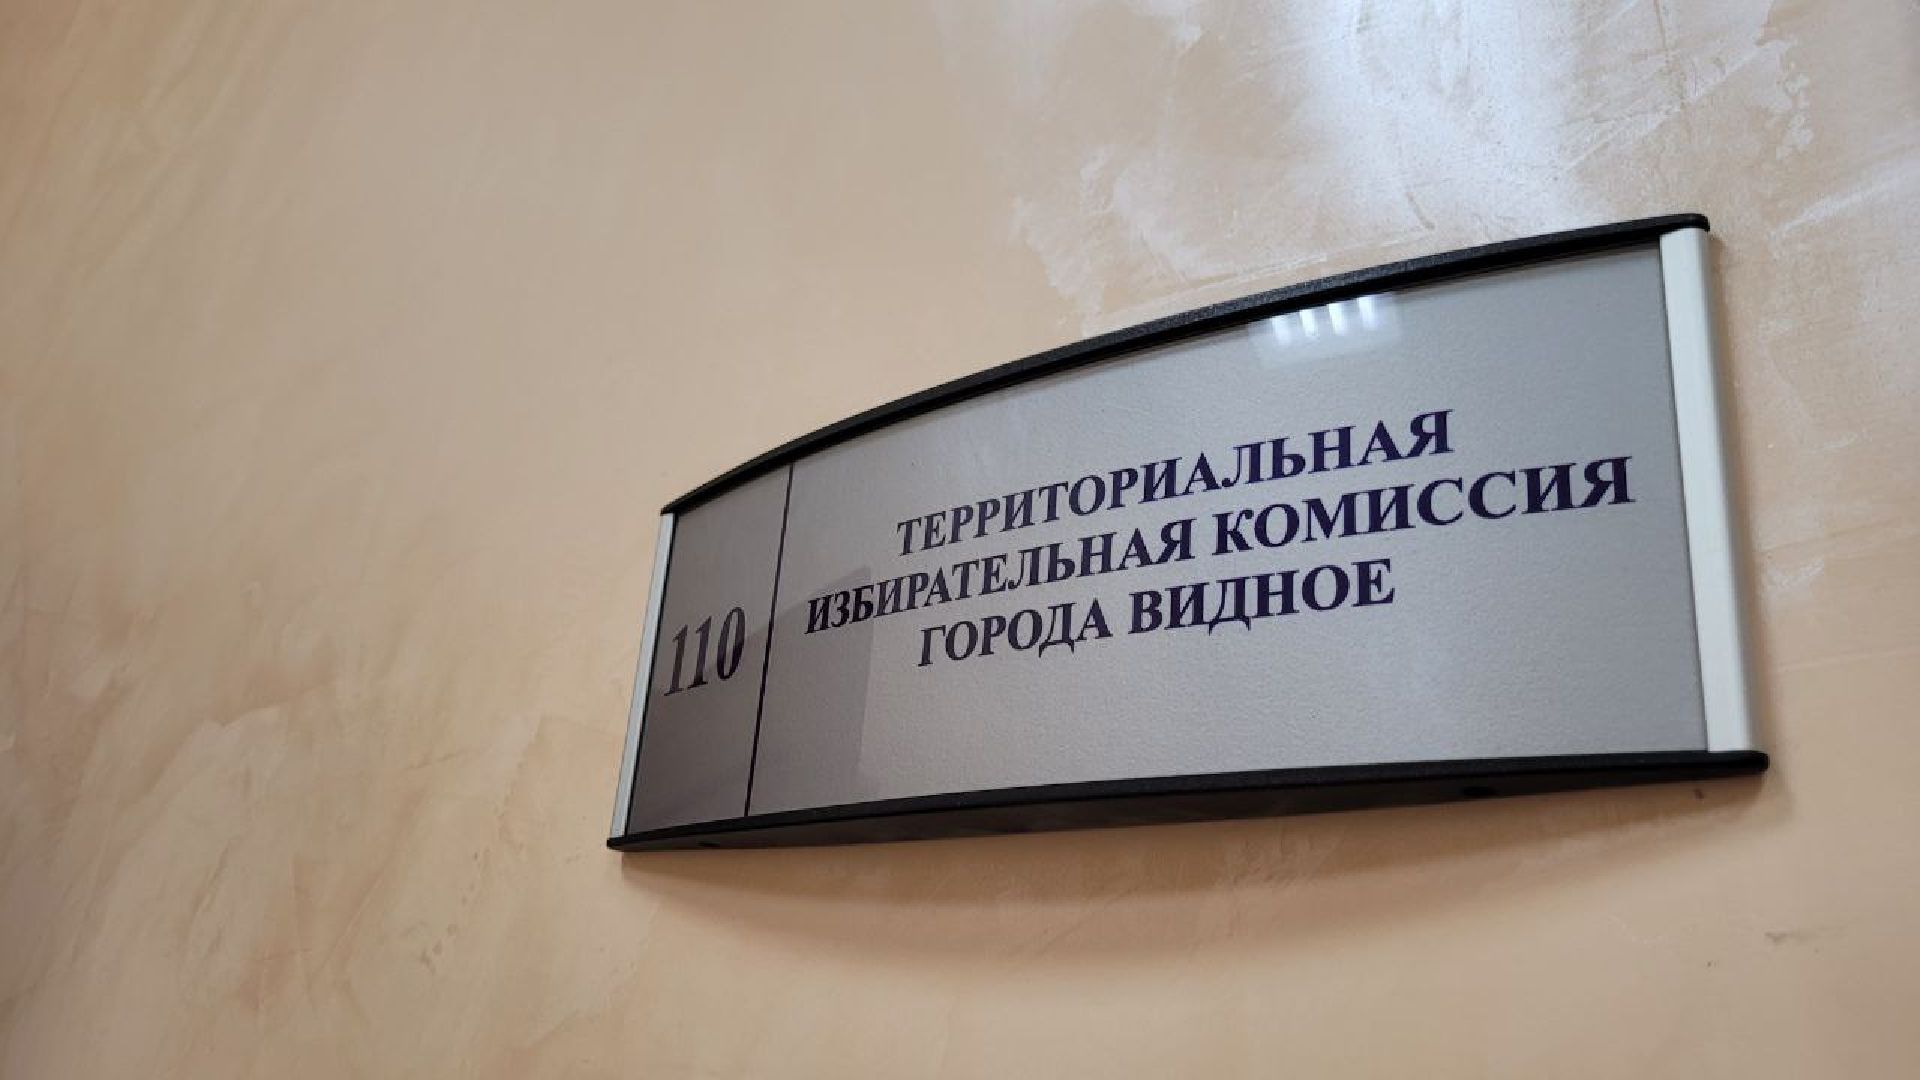 110
ТЕРРИТОРИАЛЬНАЯ
ИЗБИРАТЕЛЬНАЯ КОМИССИЯ
ГОРОДА ВИДНОЕ